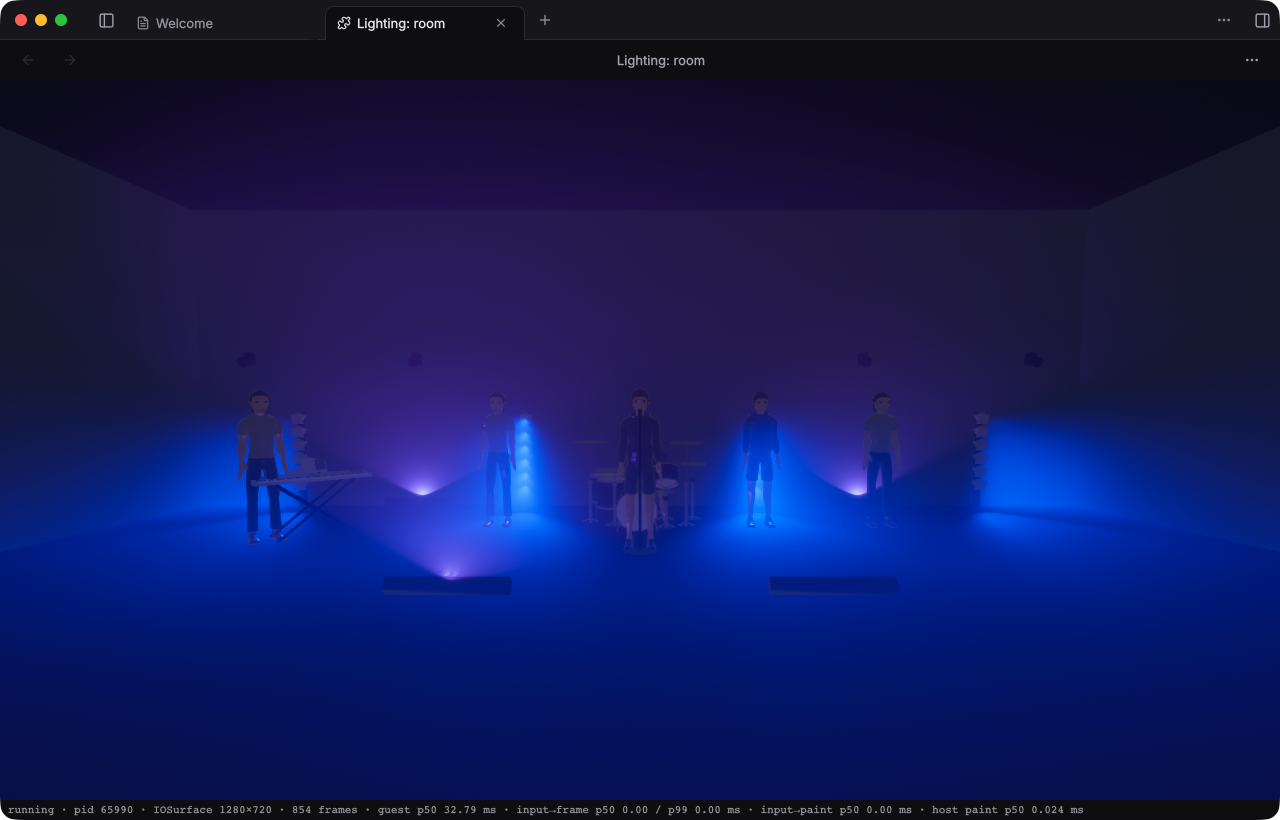 Welcome
Lighting: room
Lighting: room
running · pid 65990 · IOSurface 1280×720 · 854 frames · guest p50 32.79 ms · input→frame p50 0.00 / p99 0.00 ms · input→paint p50 0.00 ms · host paint p50 0.024 ms